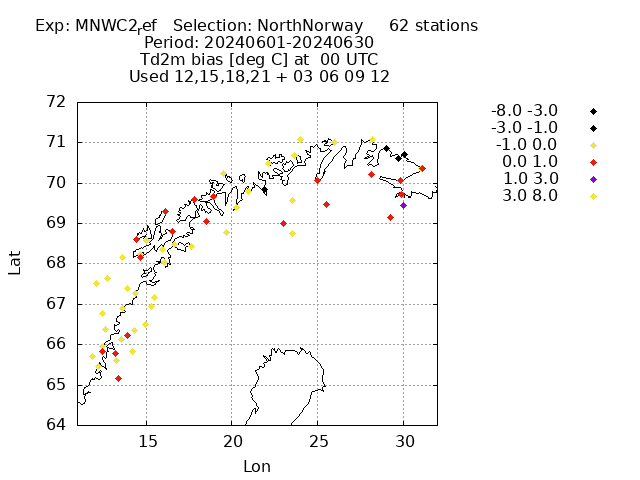 Exp: MNWC2ref Selection: NorthNorway 62 stations
Period: 20240601-20240630
Td2m bias [deg C] at 00 UTC
Used 12,15,18,21 + 03 06 09 12
-8.0 -3.0
-3.0 -1.0
-1.0 0.0
0.0 1.0
1.0 3.0
3.0 8.0
72
71
70
69
68
67
66
65
64
Lat
15 20 25 30
Lon